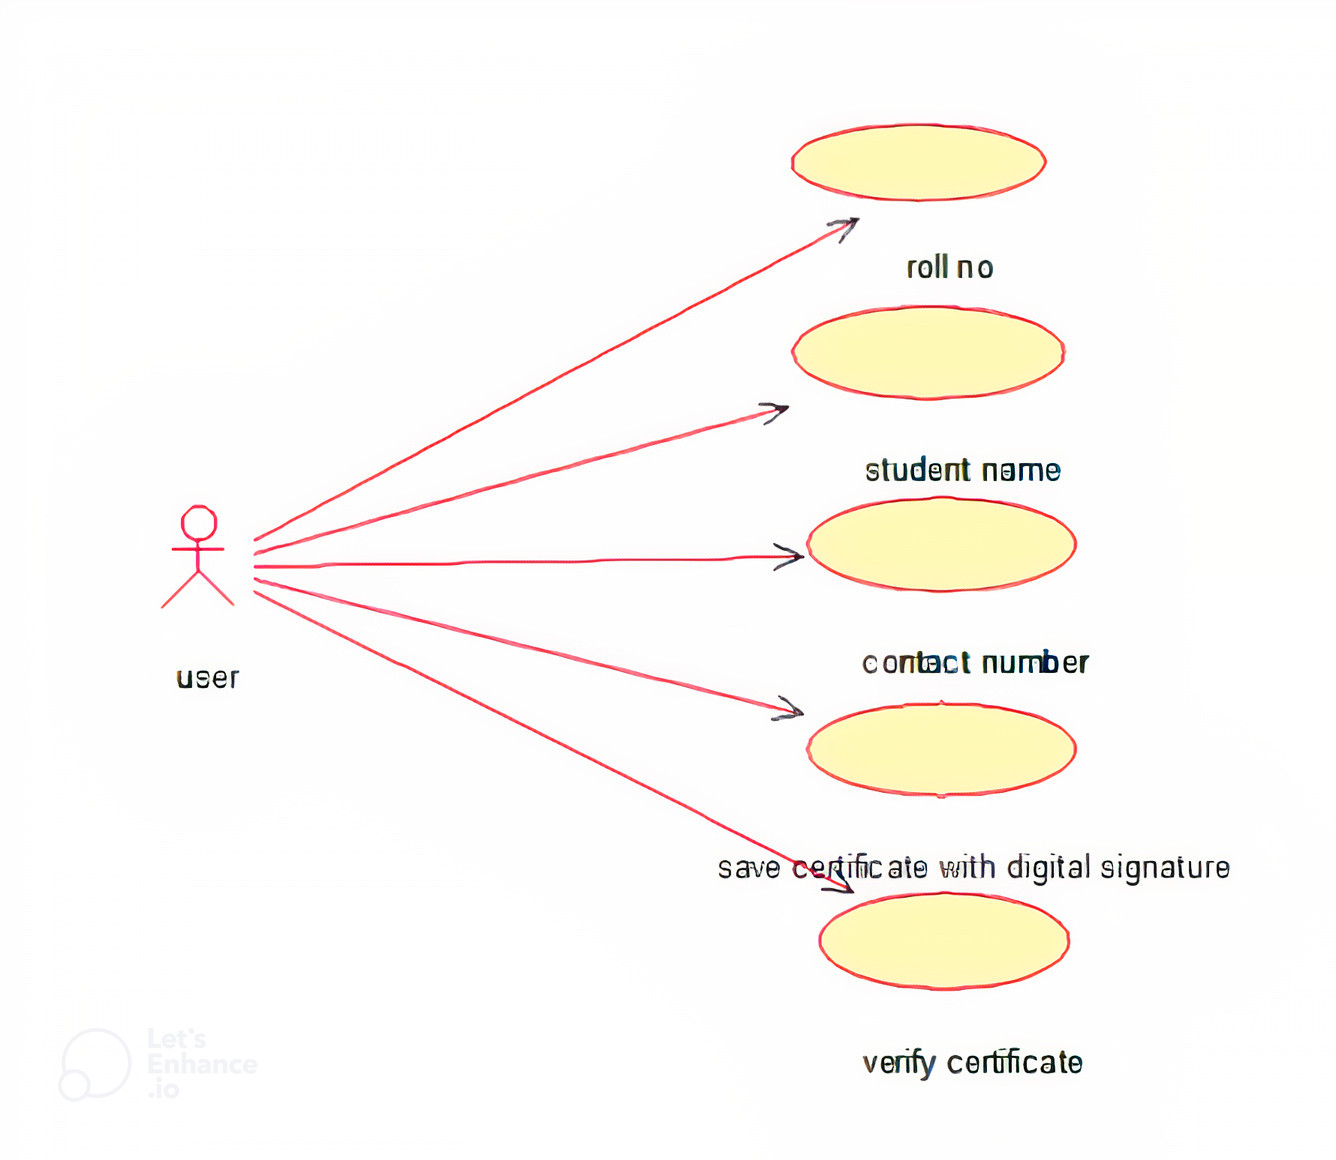 roll no
student name
contact number
user
save certificate with digital signature
verify certificate
Let's
Enhance
.io